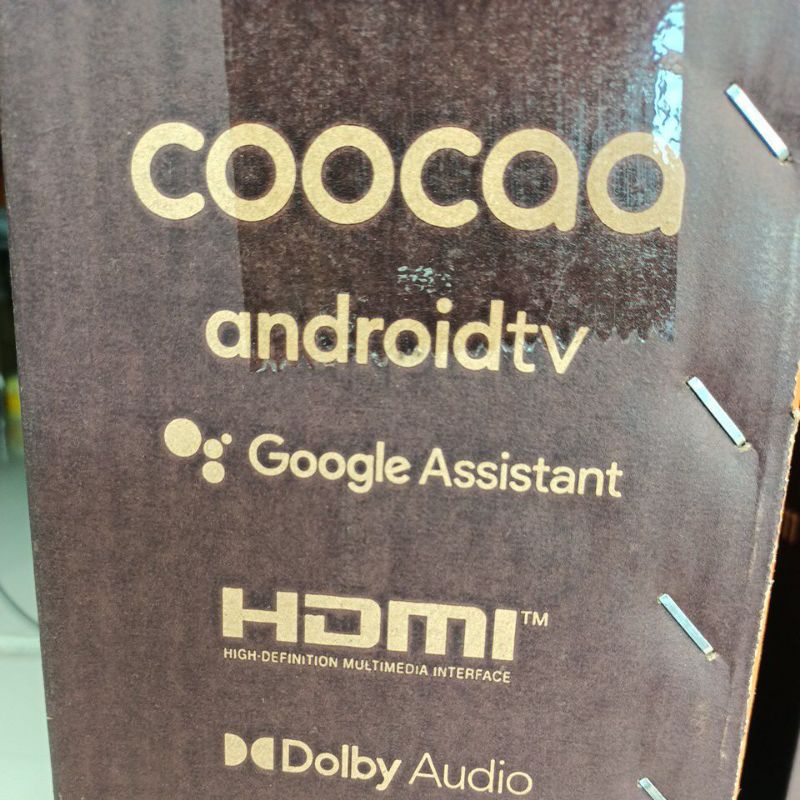 coocaa
androidtv
Google Assistant
HDMI™
HIGH-DEFINITION MULTIMEDIA INTERFACE
Dolby Audio